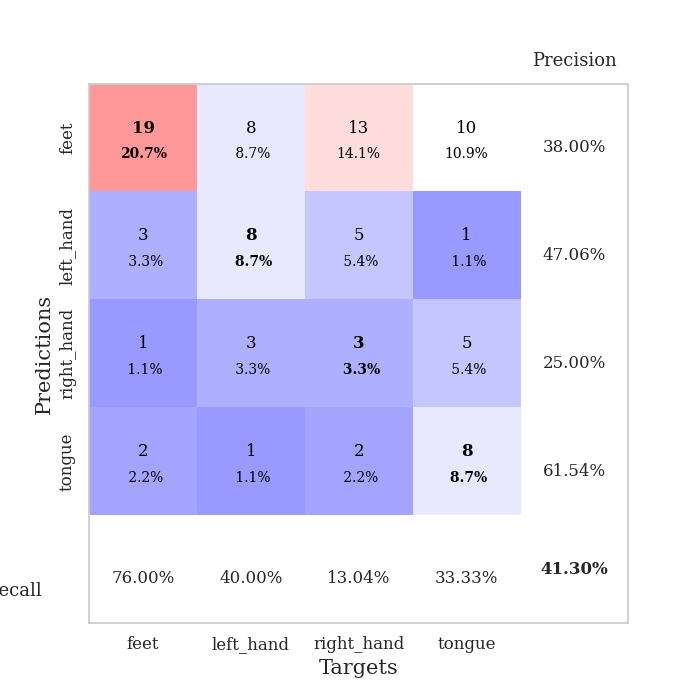 Precision
feet 19 8 13 10 38.00%
20.7% 8.7% 14.1% 10.9%
left_hand 3 8 5 1 47.06%
3.3% 8.7% 5.4% 1.1%
right_hand 1 3 3 5 25.00%
1.1% 3.3% 3.3% 5.4%
tongue 2 1 2 8 61.54%
2.2% 1.1% 2.2% 8.7%
Predictions
ecall 76.00% 40.00% 13.04% 33.33% 41.30%
feet left_hand right_hand tongue
Targets